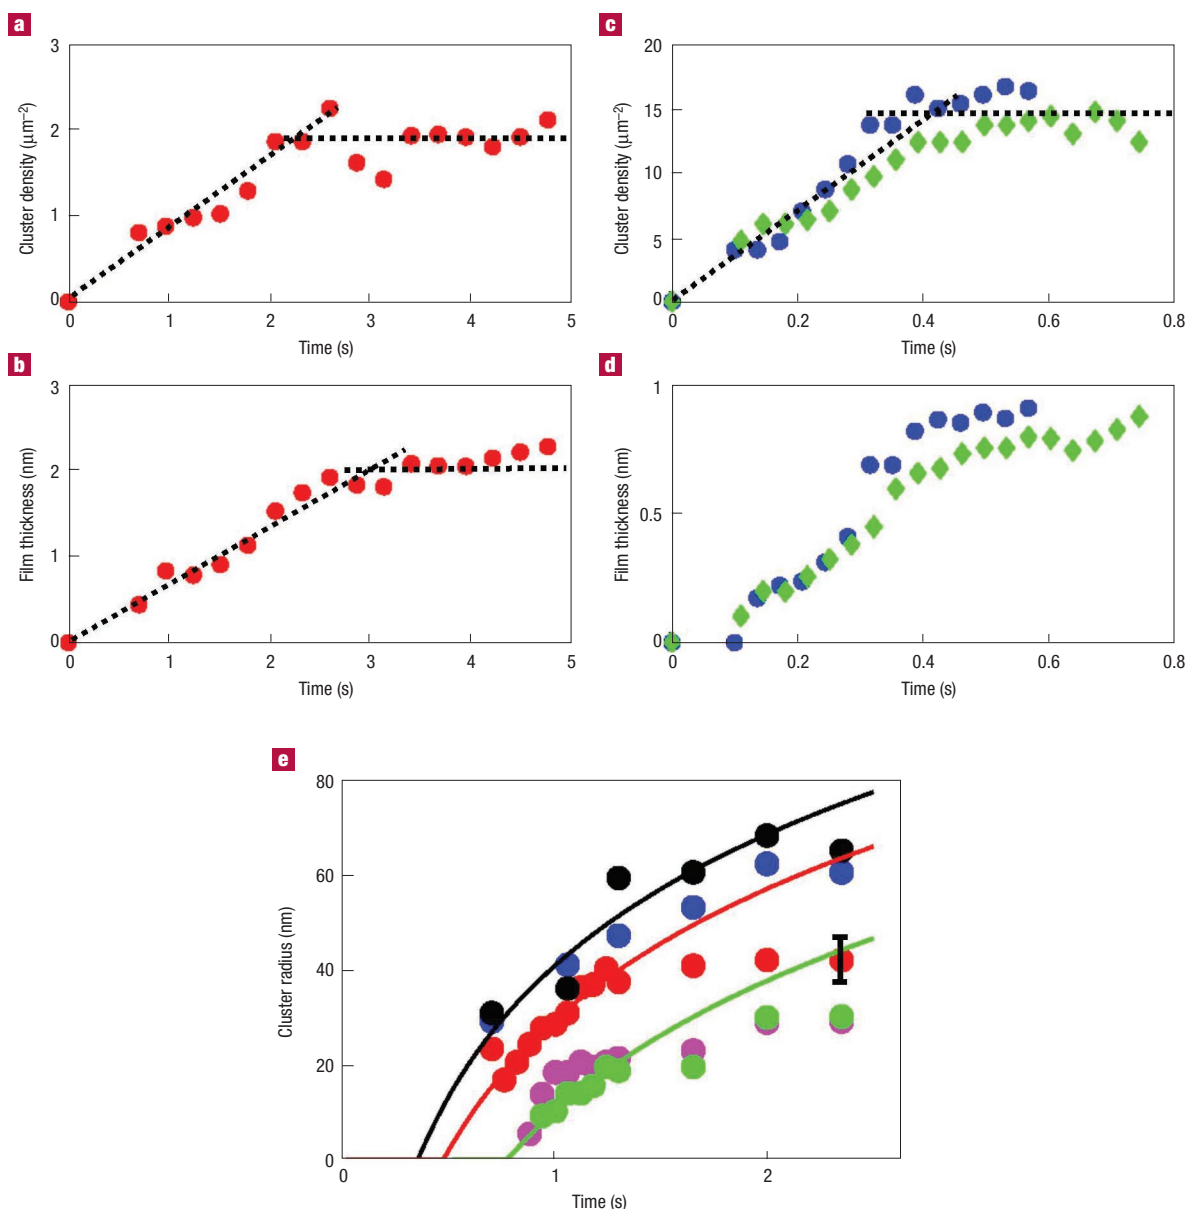 a
3
2
1
0
Cluster density (µm⁻²)
0 1 2 3 4 5
Time (s)
c
20
15
10
5
0
Cluster density (µm⁻²)
0 0.2 0.4 0.6 0.8
Time (s)
b
3
2
1
0
Film thickness (nm)
0 1 2 3 4 5
Time (s)
d
1
0.5
0
Film thickness (nm)
0 0.2 0.4 0.6 0.8
Time (s)
e
80
60
40
20
0
Cluster radius (nm)
0 1 2
Time (s)